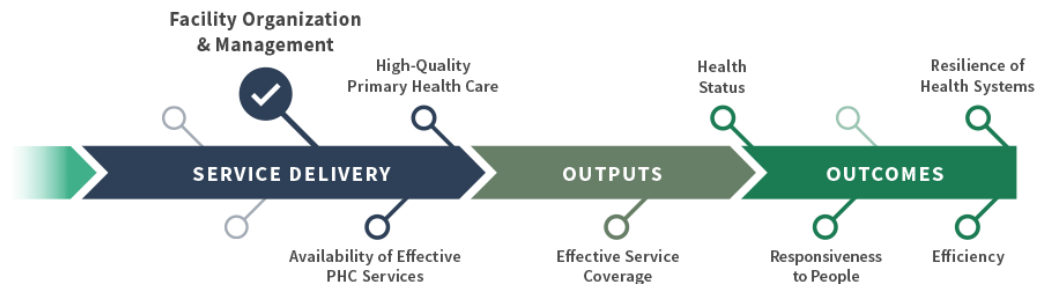 Facility Organization
& Management
High-Quality
Primary Health Care
Health
Status
Resilience of
Health Systems
SERVICE DELIVERY
OUTPUTS
OUTCOMES
Availability of Effective
PHC Services
Effective Service
Coverage
Responsiveness
to People
Efficiency